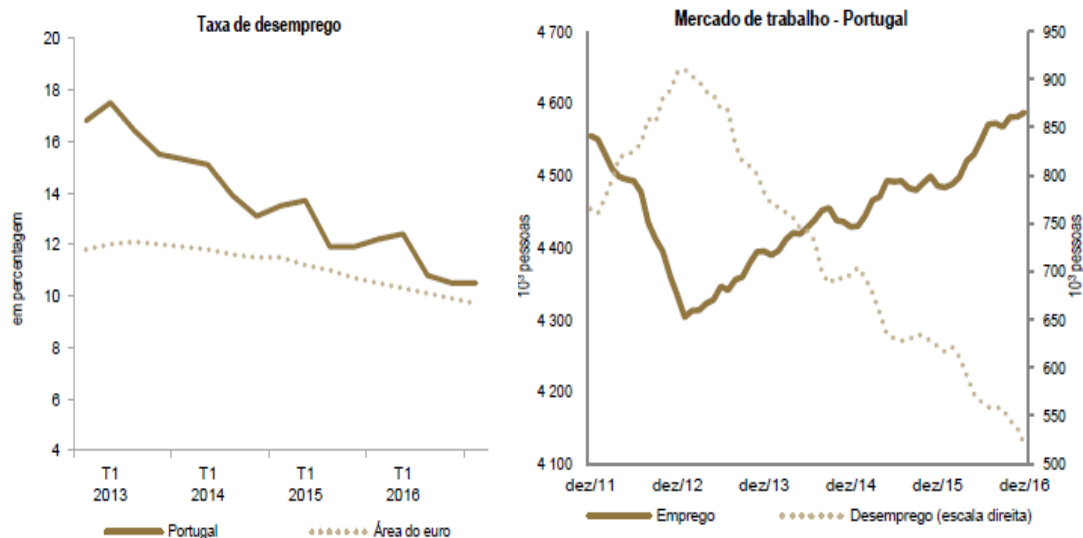 Taxa de desemprego
20
18
16
14
12
10
8
6
4
em percentagem
T1 T1 T1 T1
2013 2014 2015 2016
Portugal Área do euro
Mercado de trabalho - Portugal
4 700
4 600
4 500
4 400
4 300
4 200
4 100
10³ pessoas
950
900
850
800
750
700
650
600
550
500
10³ pessoas
dez/11 dez/12 dez/13 dez/14 dez/15 dez/16
Emprego Desemprego (escala direita)